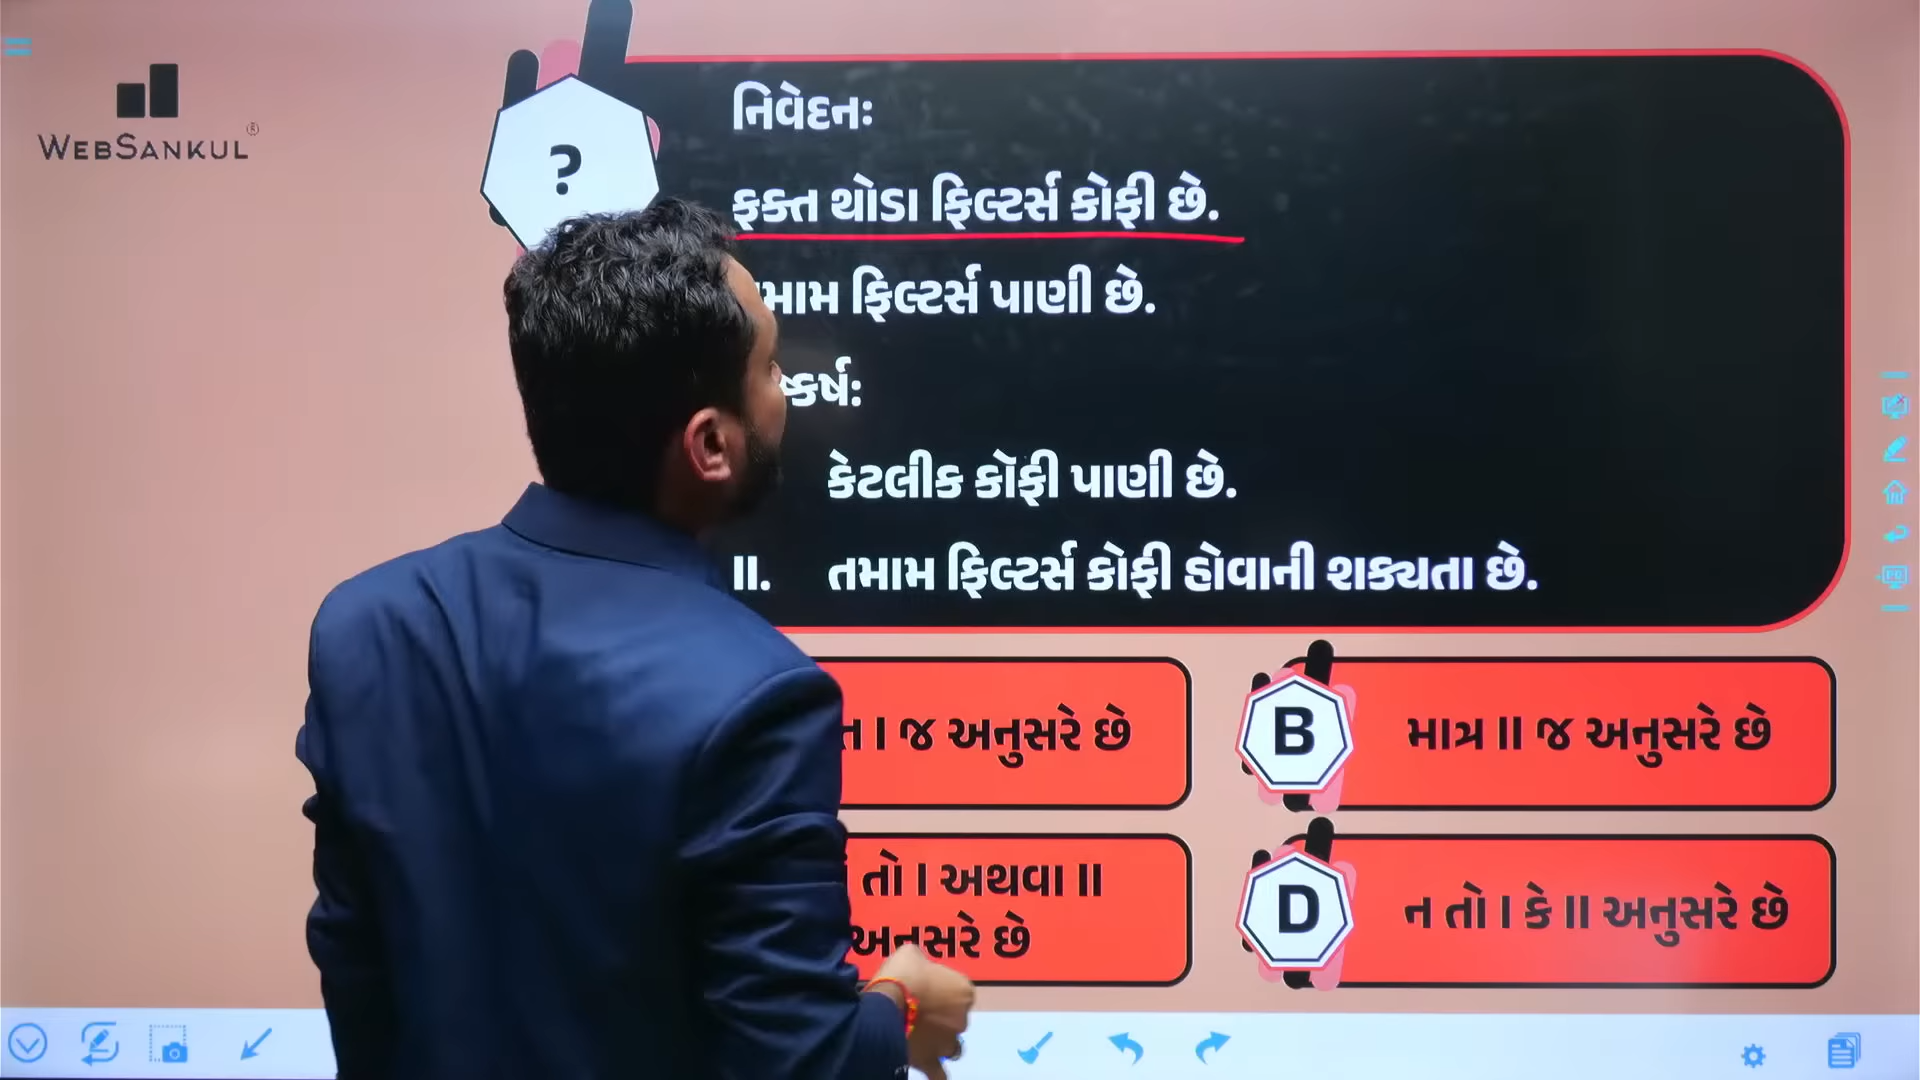 WEBSANKUL®
?
નિવેદનઃ
ફક્ત થોડા ફિલ્ટર્સ કોફી છે.
ફિલ્ટર્સ પાણી છે.
કેટલીક કૉફી પાણી છે.
II. તમામ ફિલ્ટર્સ કોફી હોવાની શક્યતા છે.
I જ અનુસરે છે
B માત્ર II જ અનુસરે છે
તો I અથવા II
અનુસરે છે
D ન તો I કે II અનુસરે છે